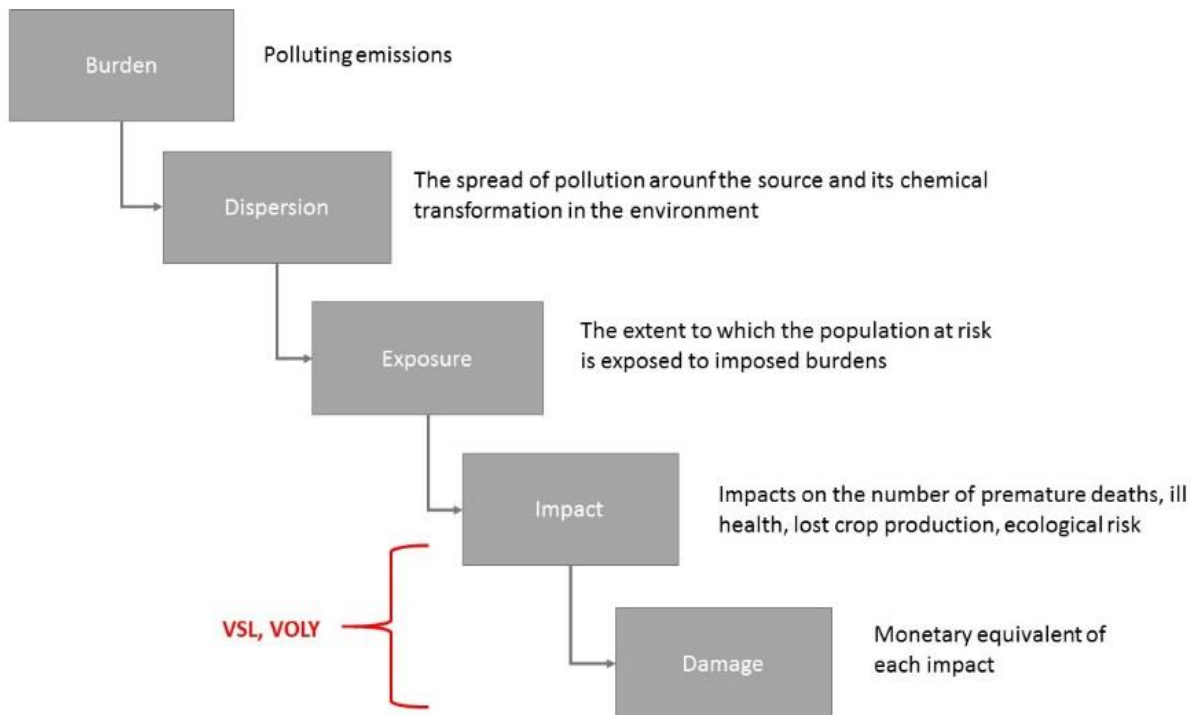 Burden
Polluting emissions
Dispersion
The spread of pollution arounf the source and its chemical
transformation in the environment
Exposure
The extent to which the population at risk
is exposed to imposed burdens
Impact
Impacts on the number of premature deaths, ill
health, lost crop production, ecological risk
VSL, VOLY
Damage
Monetary equivalent of
each impact